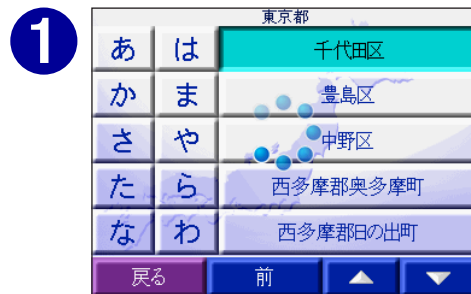 1
東京都
あ は 千代田区
か ま 豊島区
さ や 中野区
た ら 西多摩郡奥多摩町
な わ 西多摩郡日の出町
戻る 前